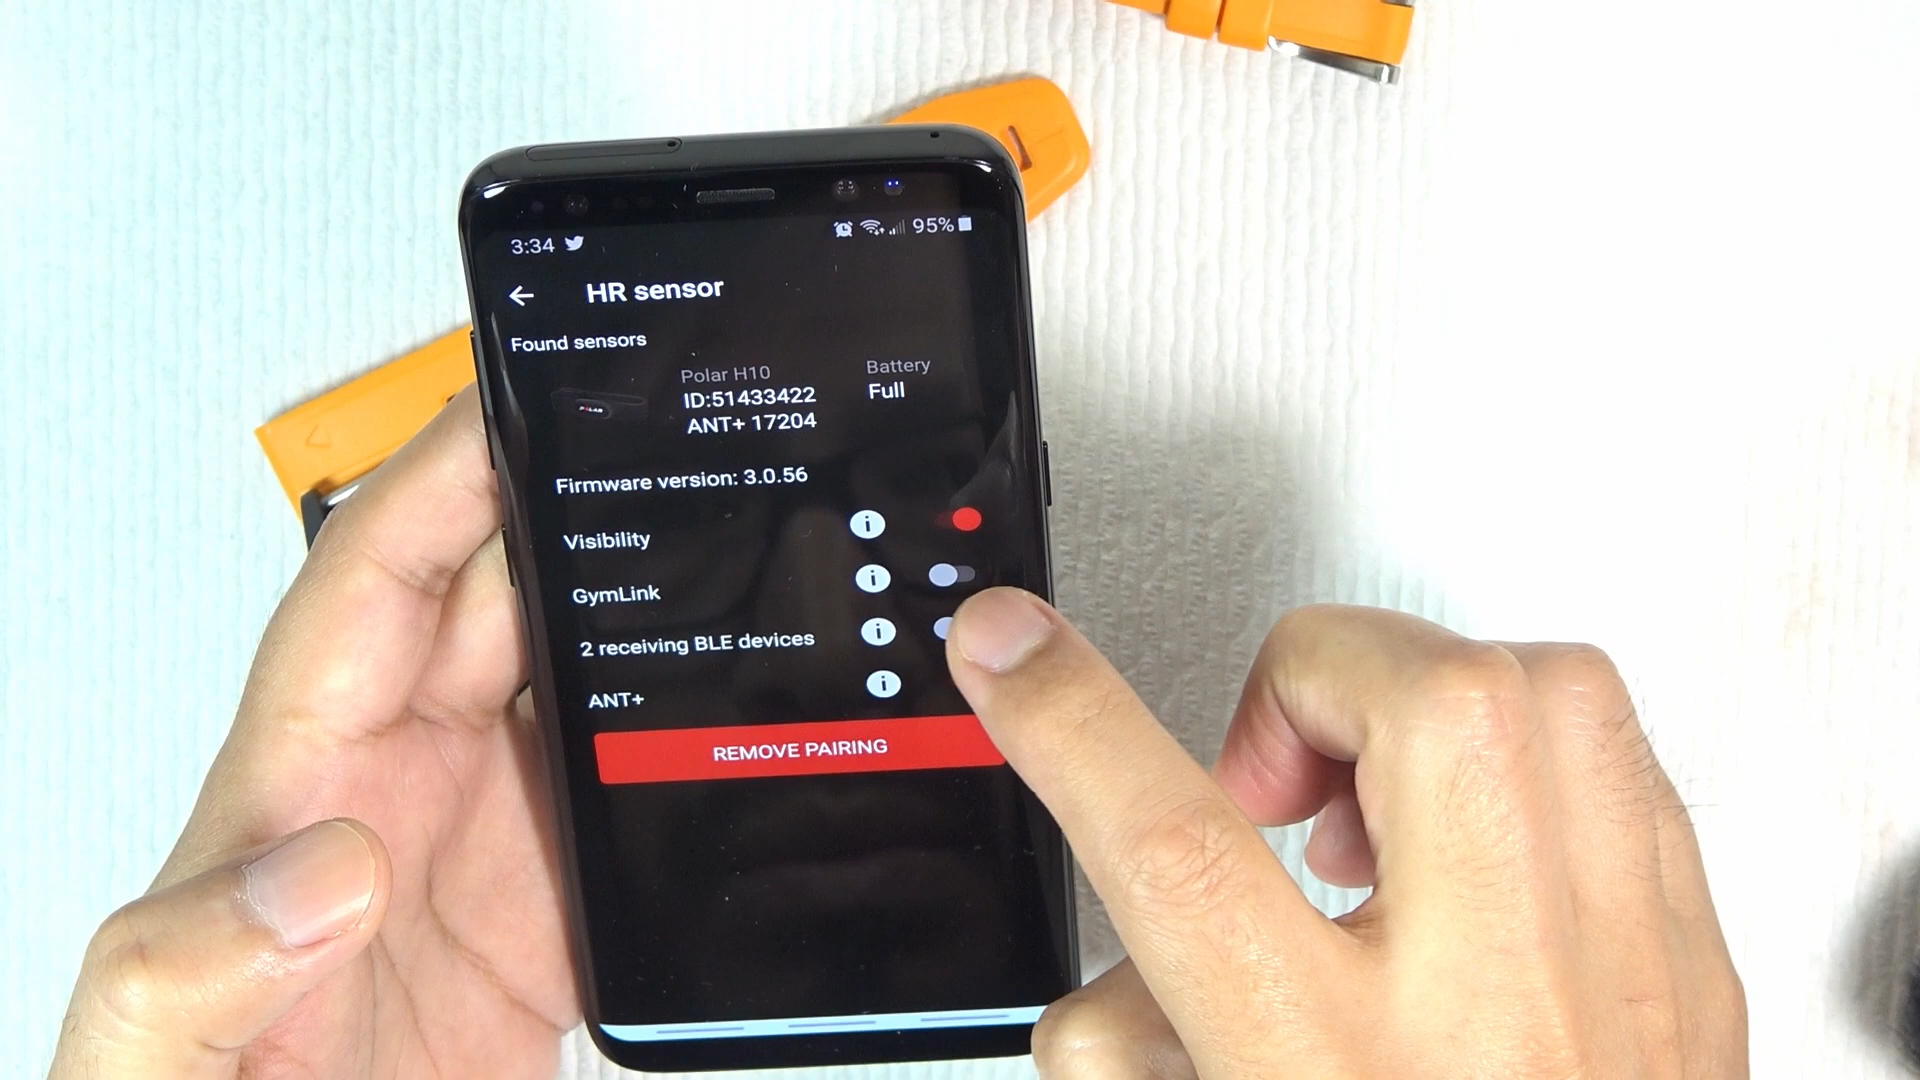 3:34
95%
HR sensor
Found sensors
Polar H10
Battery
ID:51433422
Full
ANT+ 17204
POLAR
Firmware version: 3.0.56
Visibility
i
GymLink
i
2 receiving BLE devices
i
ANT+
i
REMOVE PAIRING